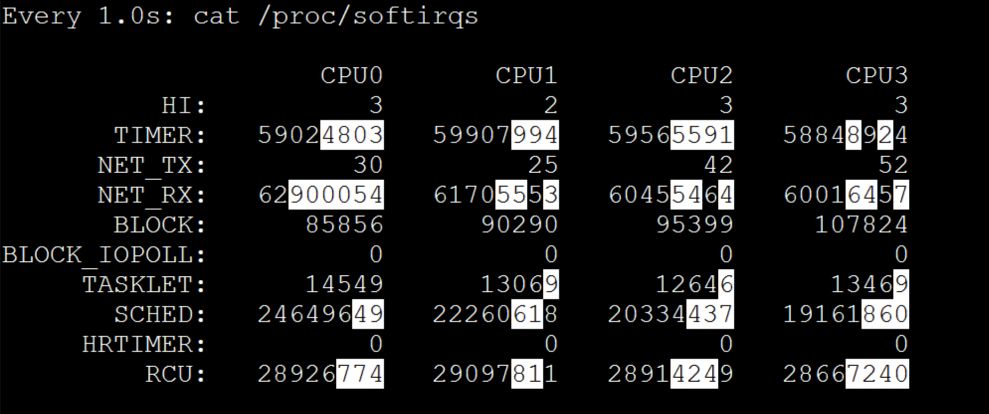 Every 1.0s: cat /proc/softirqs
CPU0 CPU1 CPU2 CPU3
HI: 3 2 3 3
TIMER: 59024803 59907994 59565591 58848924
NET_TX: 30 25 42 52
NET_RX: 62900054 61705553 60455464 60016457
BLOCK: 85856 90290 95399 107824
BLOCK_IOPOLL: 0 0 0 0
TASKLET: 14549 13069 12646 13469
SCHED: 24649649 22260618 20334437 19161860
HRTIMER: 0 0 0 0
RCU: 28926774 29097811 28914249 28667240